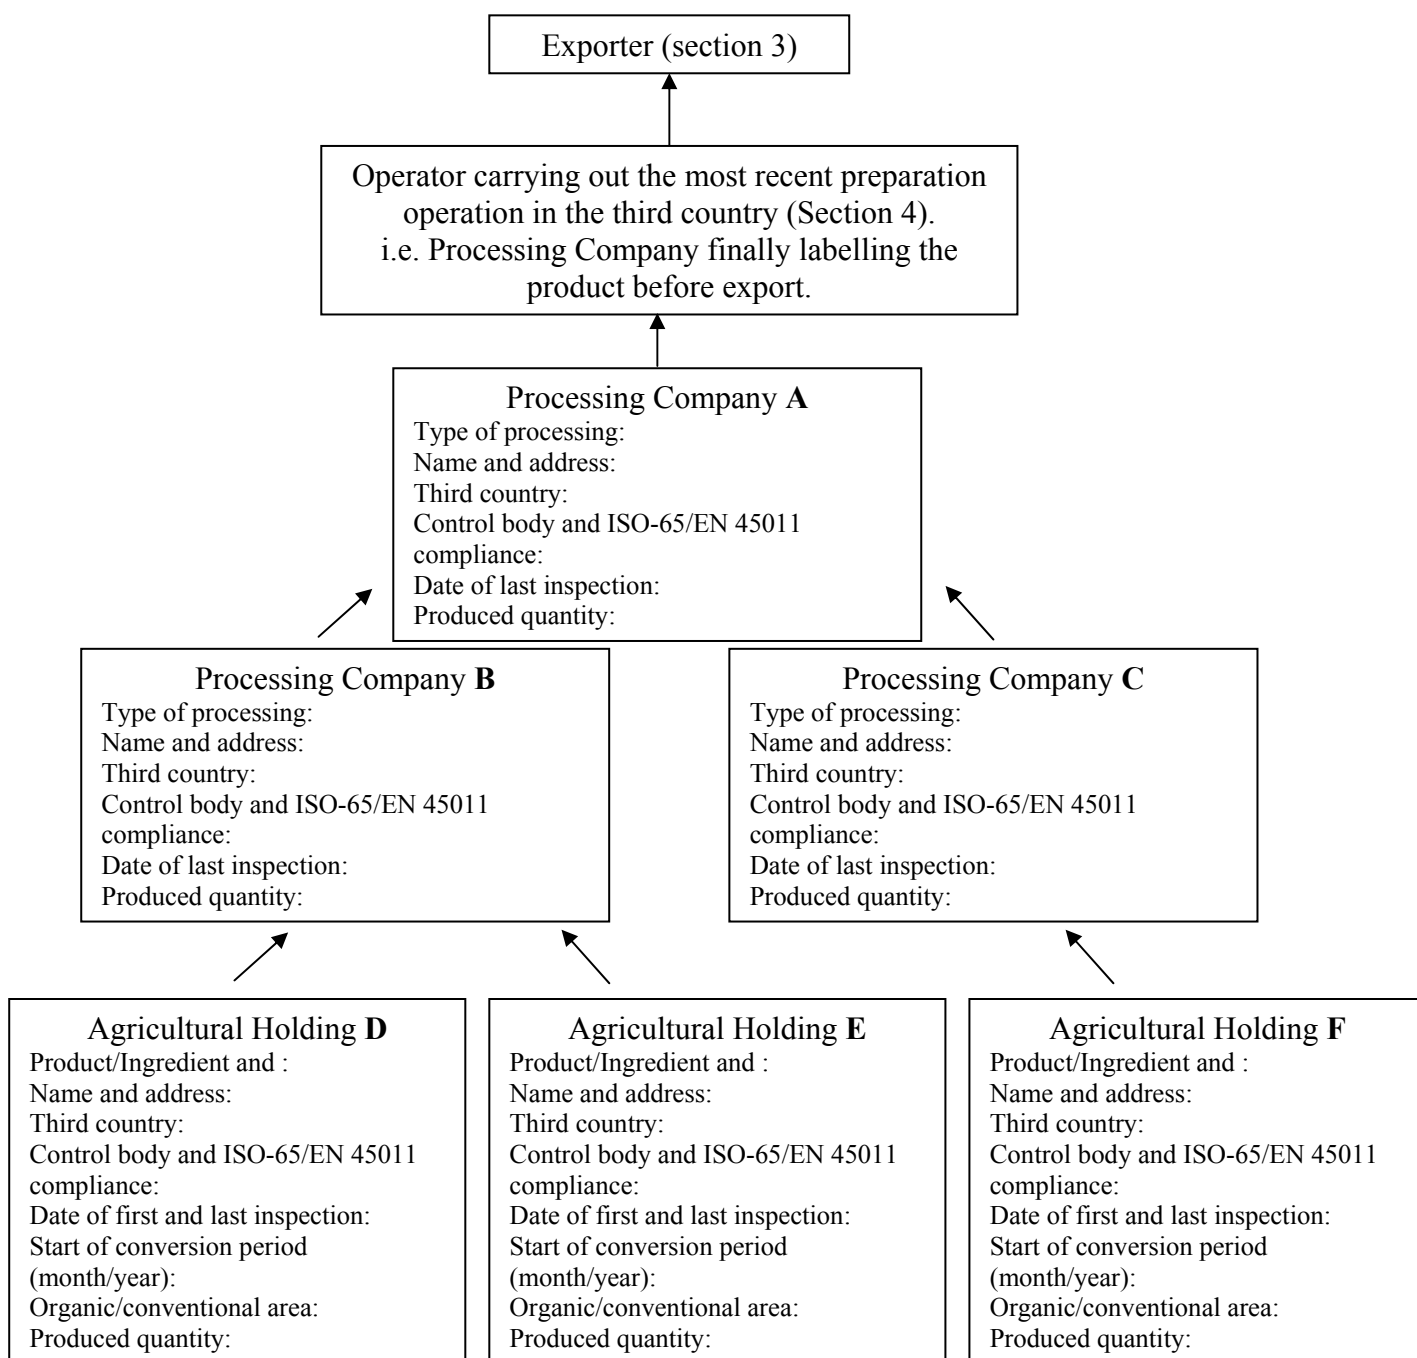 Exporter (section 3)
Operator carrying out the most recent preparation
operation in the third country (Section 4).
i.e. Processing Company finally labelling the
product before export.
Processing Company A
Type of processing:
Name and address:
Third country:
Control body and ISO-65/EN 45011
compliance:
Date of last inspection:
Produced quantity:
Processing Company B
Type of processing:
Name and address:
Third country:
Control body and ISO-65/EN 45011
compliance:
Date of last inspection:
Produced quantity:
Processing Company C
Type of processing:
Name and address:
Third country:
Control body and ISO-65/EN 45011
compliance:
Date of last inspection:
Produced quantity:
Agricultural Holding D
Product/Ingredient and :
Name and address:
Third country:
Control body and ISO-65/EN 45011
compliance:
Date of first and last inspection:
Start of conversion period
(month/year):
Organic/conventional area:
Produced quantity:
Agricultural Holding E
Product/Ingredient and :
Name and address:
Third country:
Control body and ISO-65/EN 45011
compliance:
Date of first and last inspection:
Start of conversion period
(month/year):
Organic/conventional area:
Produced quantity:
Agricultural Holding F
Product/Ingredient and :
Name and address:
Third country:
Control body and ISO-65/EN 45011
compliance:
Date of first and last inspection:
Start of conversion period
(month/year):
Organic/conventional area:
Produced quantity: